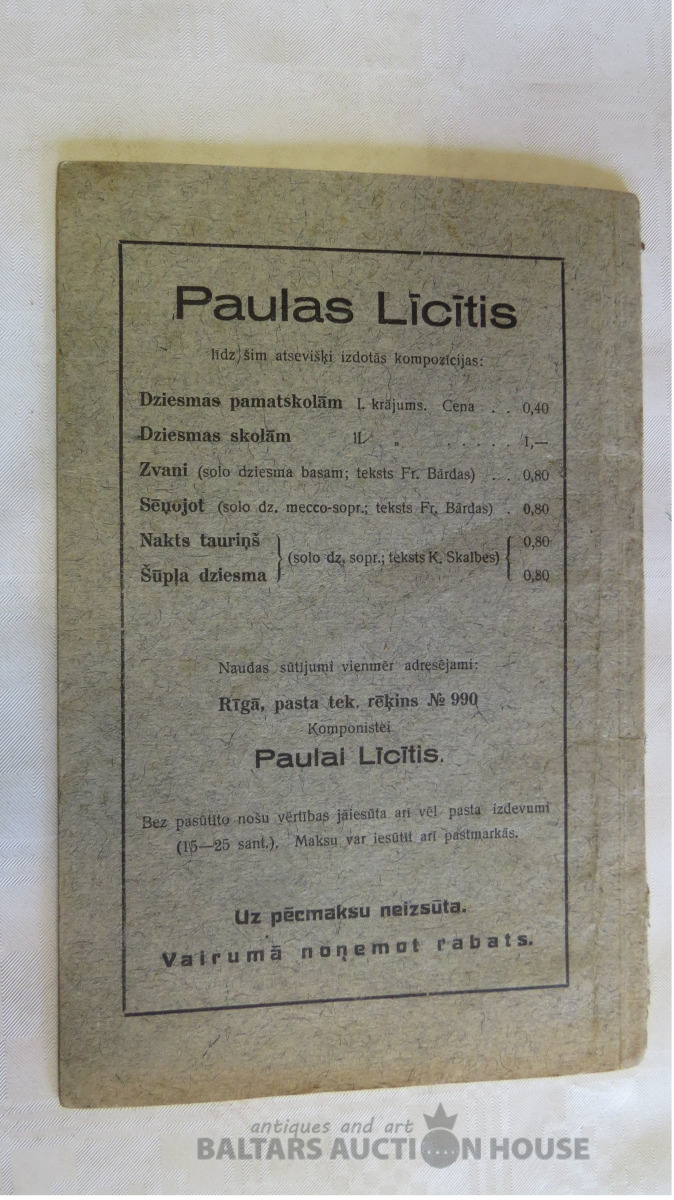 Paulas Līcītis
līdz šim atsevišķi izdotās kompozīcijas:
Dziesmas pamatskolām I. krājums. Cena . . 0,40
Dziesmas skolām II „ . . . . . 1,—
Zvani (solo dziesma basam; teksts Fr. Bārdas) . . 0,80
Sēņojot (solo dz. mecco-sopr.; teksts Fr. Bārdas) . 0,80
Nakts tauriņš } (solo dz. sopr.; teksts K. Skalbes) { 0,80
Šūpļa dziesma 0,80
Naudas sūtījumi vienmēr adresējami:
Rīgā, pasta tek. rēķins № 990
Komponistei
Paulai Līcītis.
Bez pasūtīto nošu vērtības jāiesūta arī vēl pasta izdevumi
(15—25 sant.). Maksu var iesūtīt arī pastmarkās.
Uz pēcmaksu neizsūta.
Vairumā noņemot rabats.
antiques and art
BALTARS AUCTION HOUSE